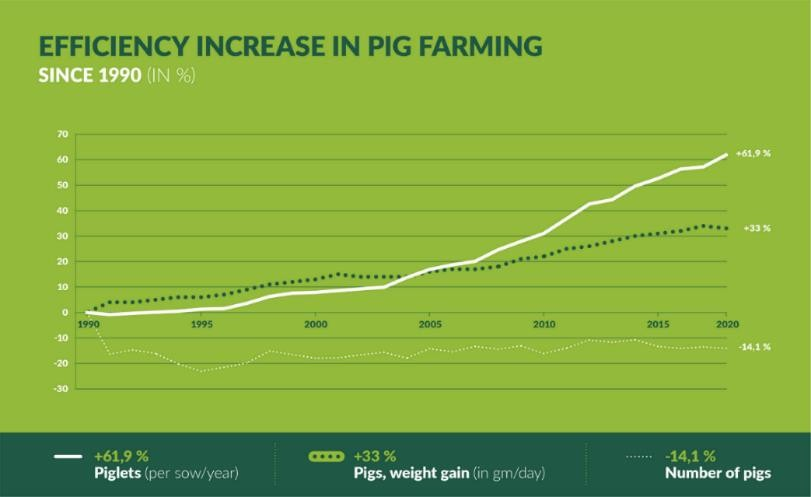 EFFICIENCY INCREASE IN PIG FARMING
SINCE 1990 (IN %)
70
60
50
40
30
20
10
0
-10
-20
-30
1990 1995 2000 2005 2010 2015 2020
+61,9 %
+33 %
-14,1 %
+61,9 %
Piglets (per sow/year)
+33 %
Pigs, weight gain (in gm/day)
-14,1 %
Number of pigs